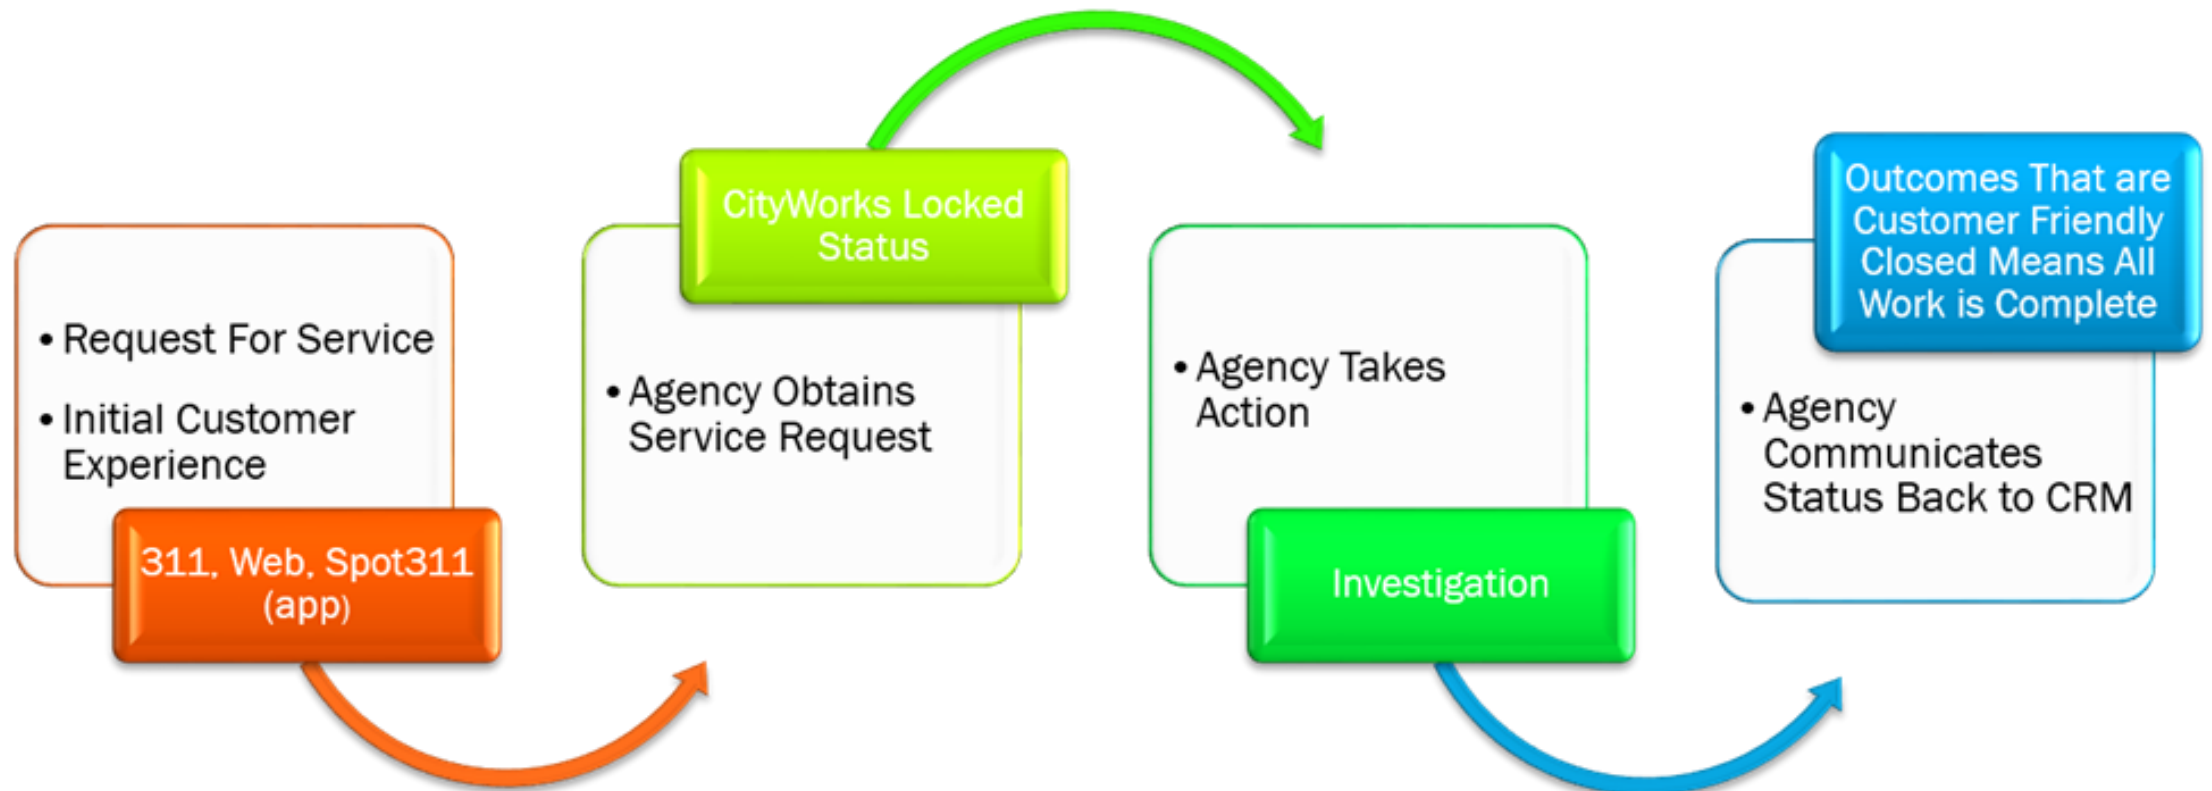 • Request For Service
• Initial Customer
Experience
311, Web, Spot311
(app)
CityWorks Locked
Status
• Agency Obtains
Service Request
• Agency Takes
Action
Investigation
Outcomes That are
Customer Friendly
Closed Means All
Work is Complete
• Agency
Communicates
Status Back to CRM